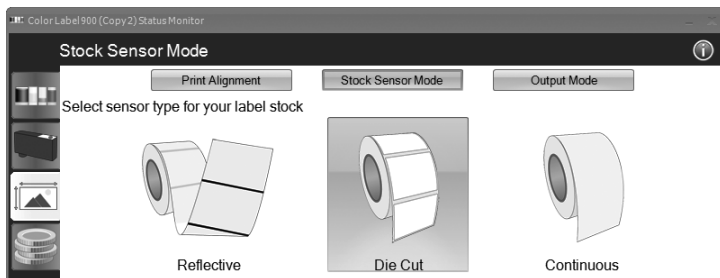 Color Label 900 (Copy 2) Status Monitor
Stock Sensor Mode
Print Alignment Stock Sensor Mode Output Mode
Select sensor type for your label stock
Reflective Die Cut Continuous